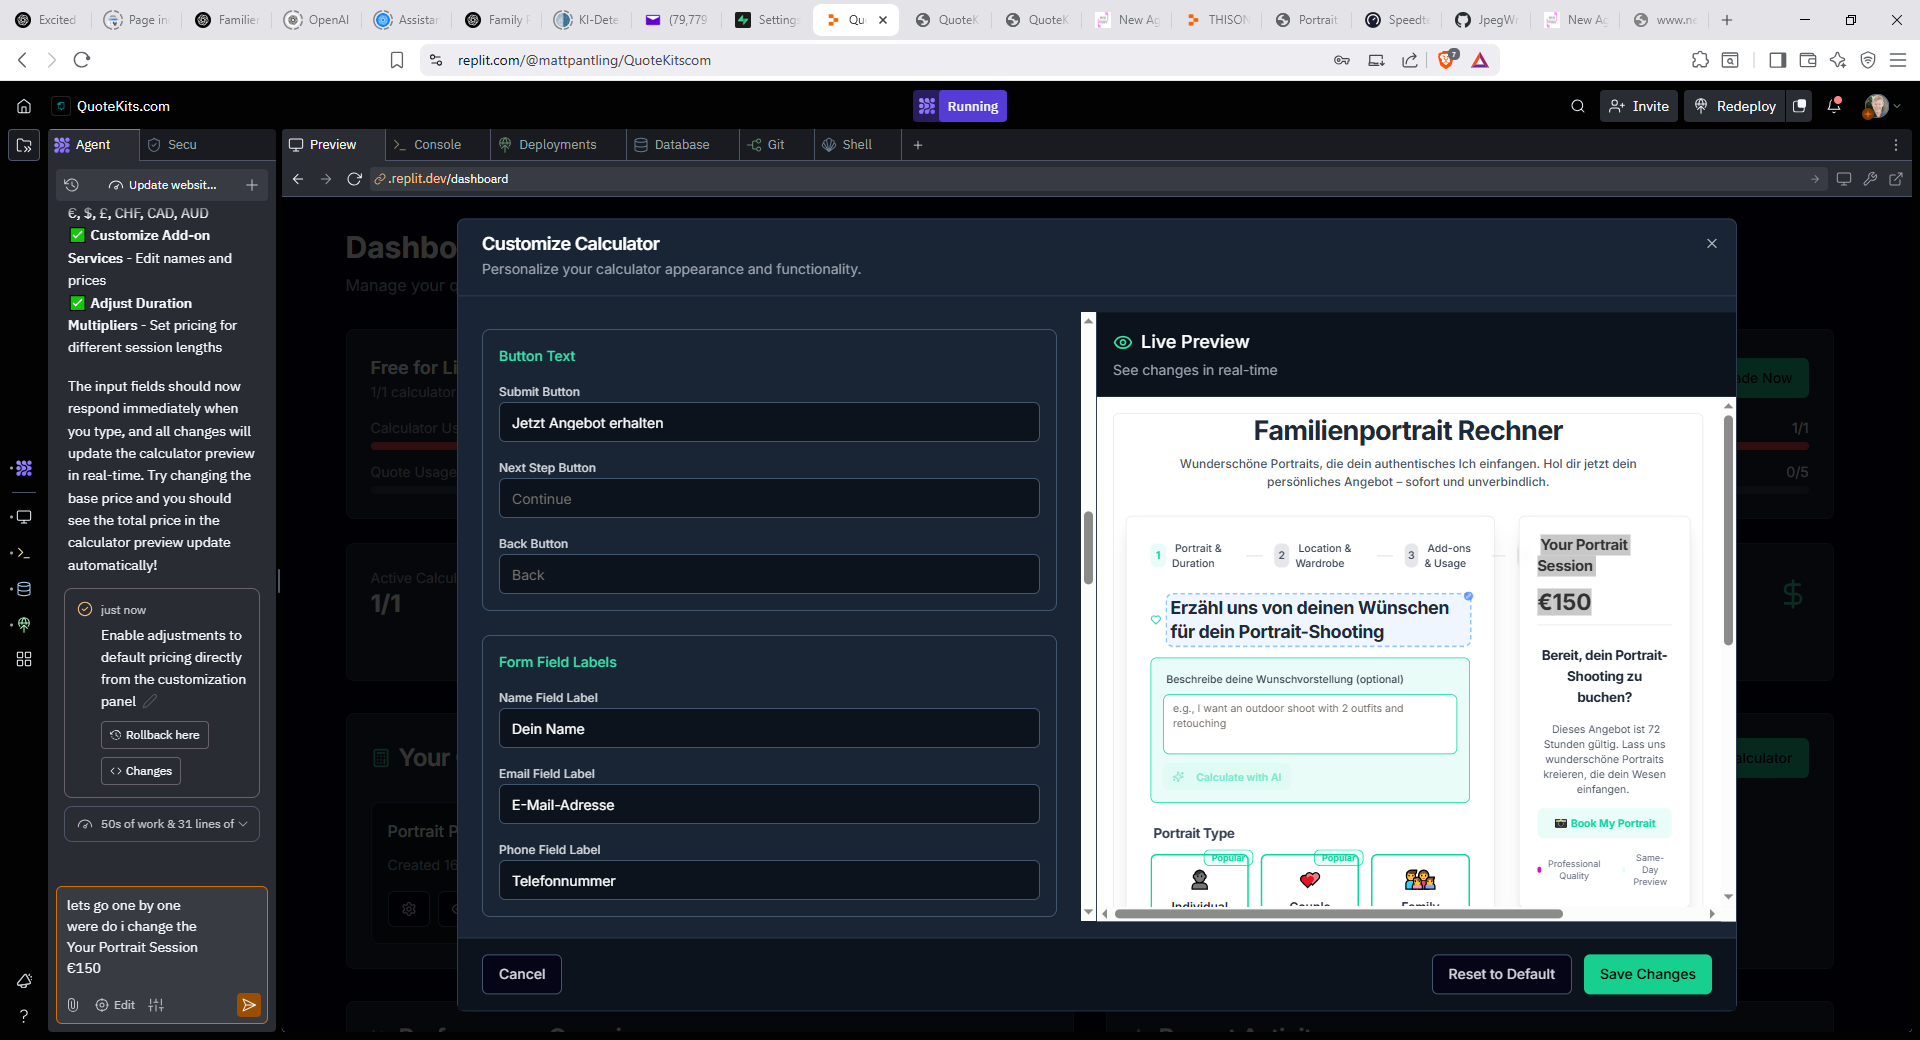 Excited
Page in
Familien
OpenAI
Assistan
Family P
KI-Dete
(79,779
Settings
Qu
QuoteK
QuoteK
New Ag
THISON
Portrait
Speedte
JpegWr
New Ag
www.ne
replit.com/@mattpantling/QuoteKitscom
7
QuoteKits.com
Running
Invite
Redeploy
Agent
Secu
Preview
Console
Deployments
Database
Git
Shell
Update websit...
.replit.dev/dashboard
€, $, £, CHF, CAD, AUD
✅ Customize Add-on
Services - Edit names and
prices
✅ Adjust Duration
Multipliers - Set pricing for
different session lengths
The input fields should now
respond immediately when
you type, and all changes will
update the calculator preview
in real-time. Try changing the
base price and you should
see the total price in the
calculator preview update
automatically!
just now
Enable adjustments to
default pricing directly
from the customization
panel
Rollback here
Changes
50s of work & 31 lines of
lets go one by one
were do i change the
Your Portrait Session
€150
Edit
Dashbo
Manage your q
Free for Li
1/1 calculator
Calculator Us
Quote Usage
ade Now
1/1
0/5
Active Calcul
1/1
Your
alculator
Portrait P
Created 16
Customize Calculator
Personalize your calculator appearance and functionality.
Button Text
Submit Button
Jetzt Angebot erhalten
Next Step Button
Continue
Back Button
Back
Form Field Labels
Name Field Label
Dein Name
Email Field Label
E-Mail-Adresse
Phone Field Label
Telefonnummer
Live Preview
See changes in real-time
Familienportrait Rechner
Wunderschöne Portraits, die dein authentisches Ich einfangen. Hol dir jetzt dein
persönliches Angebot – sofort und unverbindlich.
1 Portrait &
Duration
2 Location &
Wardrobe
3 Add-ons
& Usage
Erzähl uns von deinen Wünschen
für dein Portrait-Shooting
Beschreibe deine Wunschvorstellung (optional)
e.g., I want an outdoor shoot with 2 outfits and
retouching
Calculate with AI
Portrait Type
Popular
Popular
Individual
Couple
Family
Your Portrait
Session
€150
Bereit, dein Portrait-
Shooting zu
buchen?
Dieses Angebot ist 72
Stunden gültig. Lass uns
wunderschöne Portraits
kreieren, die dein Wesen
einfangen.
Book My Portrait
Professional
Quality
Same-
Day
Preview
Cancel
Reset to Default
Save Changes